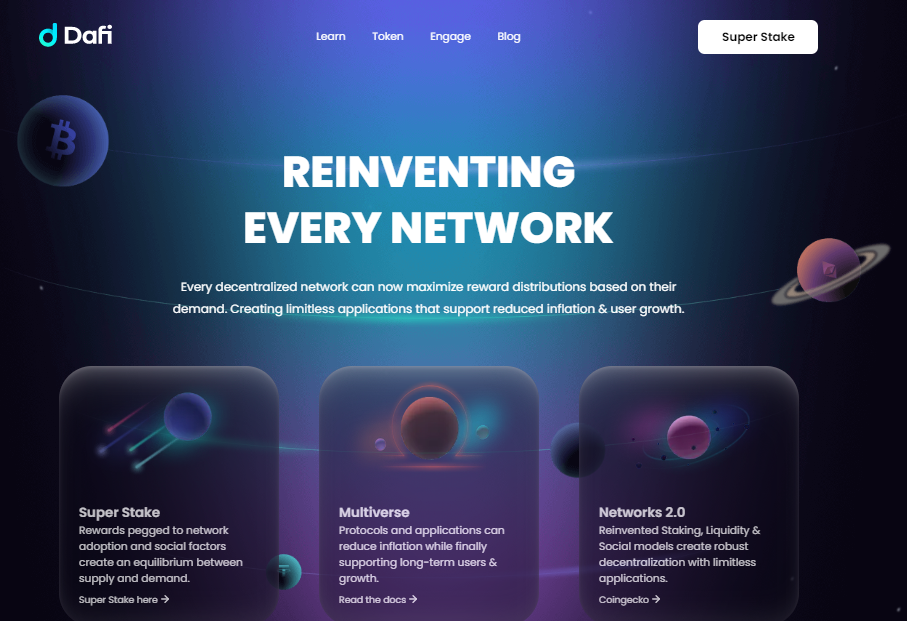 Dafi
Learn
Token
Engage
Blog
Super Stake
REINVENTING
EVERY NETWORK
Every decentralized network can now maximize reward distributions based on their
demand. Creating limitless applications that support reduced inflation & user growth.
Super Stake
Rewards pegged to network
adoption and social factors
create an equilibrium between
supply and demand.
Super Stake here →
Multiverse
Protocols and applications can
reduce inflation while finally
supporting long-term users &
growth.
Read the docs →
Networks 2.0
Reinvented Staking, Liquidity &
Social models create robust
decentralization with limitless
applications.
Coingecko →